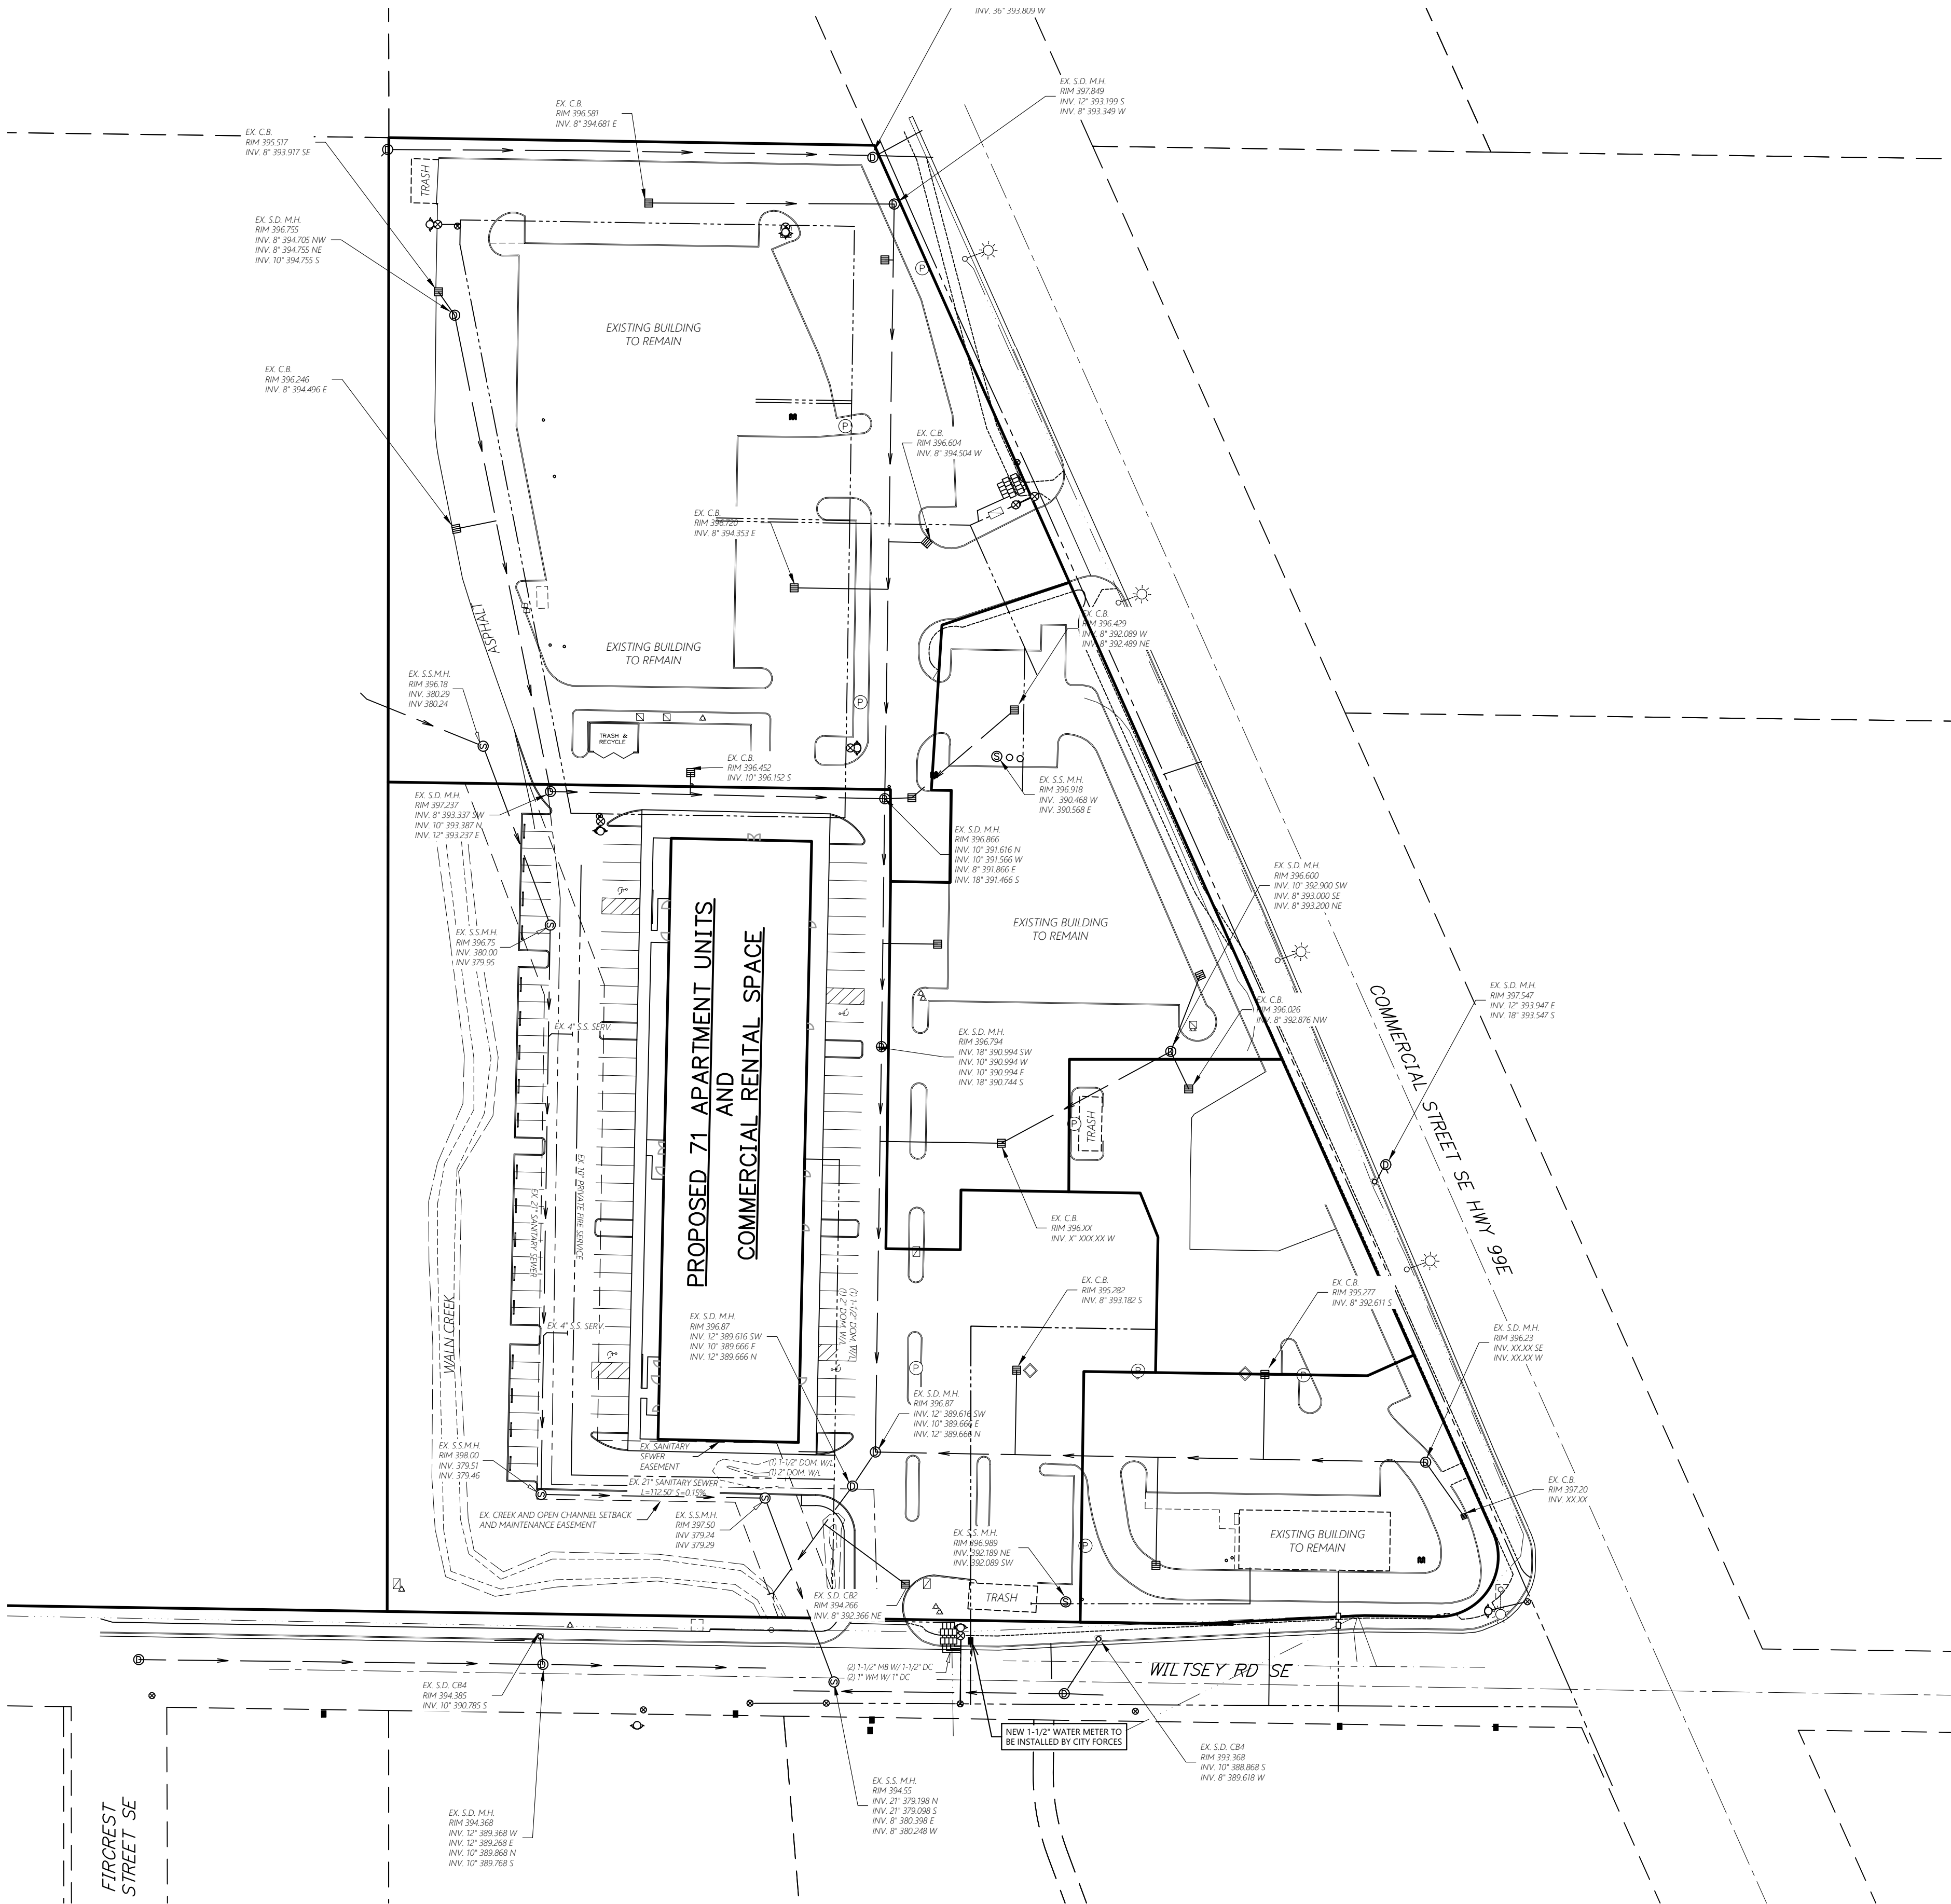 INV. 36" 393.809 W
EX. S.D. M.H.
RIM 397.849
INV. 12" 393.199 S
INV. 8" 393.349 W
EX. C.B.
RIM 396.581
INV. 8" 394.681 E
EX. C.B.
RIM 395.517
INV. 8" 393.917 SE
TRASH
EX. S.D. M.H.
RIM 396.755
INV. 8" 394.705 NW
INV. 8" 394.755 NE
INV. 10" 394.755 S
EXISTING BUILDING
TO REMAIN
EX. C.B.
RIM 396.246
INV. 8" 394.496 E
EX. C.B.
RIM 396.604
INV. 8" 394.504 W
EX. C.B.
RIM 396.720
INV. 8" 394.353 E
ASPHALT
EXISTING BUILDING
TO REMAIN
EX. C.B.
RIM 396.429
INV. 8" 392.089 W
INV. 8" 392.489 NE
EX. S.S.M.H.
RIM 396.18
INV. 380.29
INV 380.24
TRASH &
RECYCLE
EX. C.B.
RIM 396.452
INV. 10" 396.152 S
EX. S.S. M.H.
RIM 396.918
INV. 390.468 W
INV. 390.568 E
EX. S.D. M.H.
RIM 397.237
INV. 8" 393.337 SW
INV. 10" 393.387 N
INV. 12" 393.237 E
EX. S.D. M.H.
RIM 396.866
INV. 10" 391.616 N
INV. 10" 391.566 W
INV. 8" 391.866 E
INV. 18" 391.466 S
EX. S.D. M.H.
RIM 396.600
INV. 10" 392.900 SW
INV. 8" 393.000 SE
INV. 8" 393.200 NE
PROPOSED 71 APARTMENT UNITS
AND
COMMERCIAL RENTAL SPACE
EXISTING BUILDING
TO REMAIN
EX. S.S.M.H.
RIM 396.75
INV. 380.00
INV 379.95
EX. S.D. M.H.
RIM 397.547
INV. 12" 393.947 E
INV. 18" 393.547 S
EX. C.B.
RIM 396.026
INV. 8" 392.876 NW
EX. 4" S.S. SERV.
EX. S.D. M.H.
RIM 396.794
INV. 18" 390.994 SW
INV. 10" 390.994 W
INV. 10" 390.994 E
INV. 18" 390.744 S
COMMERCIAL STREET SE HWY 99E
TRASH
P
P
P
P
P
P
P
P
EX. 21" SANITARY SEWER
EX. 10" PRIVATE FIRE SERVICE
EX. C.B.
RIM 396.XX
INV. X" XXX.XX W
EX. C.B.
RIM 395.282
INV. 8" 393.182 S
EX. C.B.
RIM 395.277
INV. 8" 392.611 S
(1) 1-1/2" DOM. W/L
(1) 2" DOM. W/L
WALN CREEK
EX. 4" S.S. SERV.
EX. S.D. M.H.
RIM 396.87
INV. 12" 389.616 SW
INV. 10" 389.666 E
INV. 12" 389.666 N
EX. S.D. M.H.
RIM 396.23
INV. XX.XX SE
INV. XX.XX W
EX. S.D. M.H.
RIM 396.87
INV. 12" 389.616 SW
INV. 10" 389.666 E
INV. 12" 389.666 N
EX. S.S.M.H.
RIM 398.00
INV. 379.51
INV. 379.46
EX. SANITARY
SEWER
EASEMENT
(1) 1-1/2" DOM. W/L
(1) 2" DOM. W/L
EX. 21" SANITARY SEWER
L=112.50' S=0.15%
EX. C.B.
RIM 397.20
INV. XX.XX
EX. CREEK AND OPEN CHANNEL SETBACK
AND MAINTENANCE EASEMENT
EX. S.S.M.H.
RIM 397.50
INV 379.24
INV 379.29
EX. S.S. M.H.
RIM 396.989
INV. 392.189 NE
INV. 392.089 SW
EXISTING BUILDING
TO REMAIN
EX. S.D. CB2
RIM 394.266
INV. 8" 392.366 NE
TRASH
(2) 1-1/2" MB W/ 1-1/2" DC
(2) 1" WM W/ 1" DC
WILTSEY RD SE
EX. S.D. CB4
RIM 394.385
INV. 10" 390.785 S
NEW 1-1/2" WATER METER TO
BE INSTALLED BY CITY FORCES
EX. S.D. CB4
RIM 393.368
INV. 10" 388.868 S
INV. 8" 389.618 W
EX. S.S. M.H.
RIM 394.55
INV. 21" 379.198 N
INV. 21" 379.098 S
INV. 8" 380.398 E
INV. 8" 380.248 W
EX. S.D. M.H.
RIM 394.368
INV. 12" 389.368 W
INV. 12" 389.268 E
INV. 10" 389.868 N
INV. 10" 389.768 S
FIRCREST
STREET SE